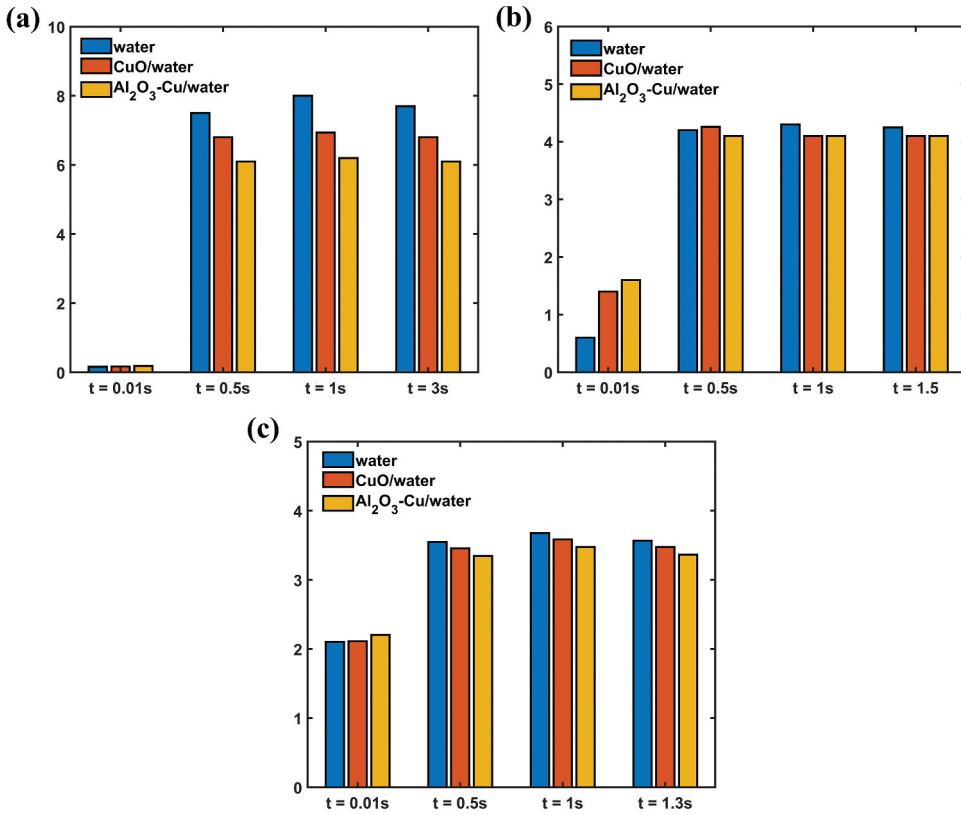 (a)
10
8
6
4
2
0
water
CuO/water
Al2O3-Cu/water
t = 0.01s t = 0.5s t = 1s t = 3s
(b)
6
5
4
3
2
1
0
water
CuO/water
Al2O3-Cu/water
t = 0.01s t = 0.5s t = 1s t = 1.5
(c)
5
4
3
2
1
0
water
CuO/water
Al2O3-Cu/water
t = 0.01s t = 0.5s t = 1s t = 1.3s